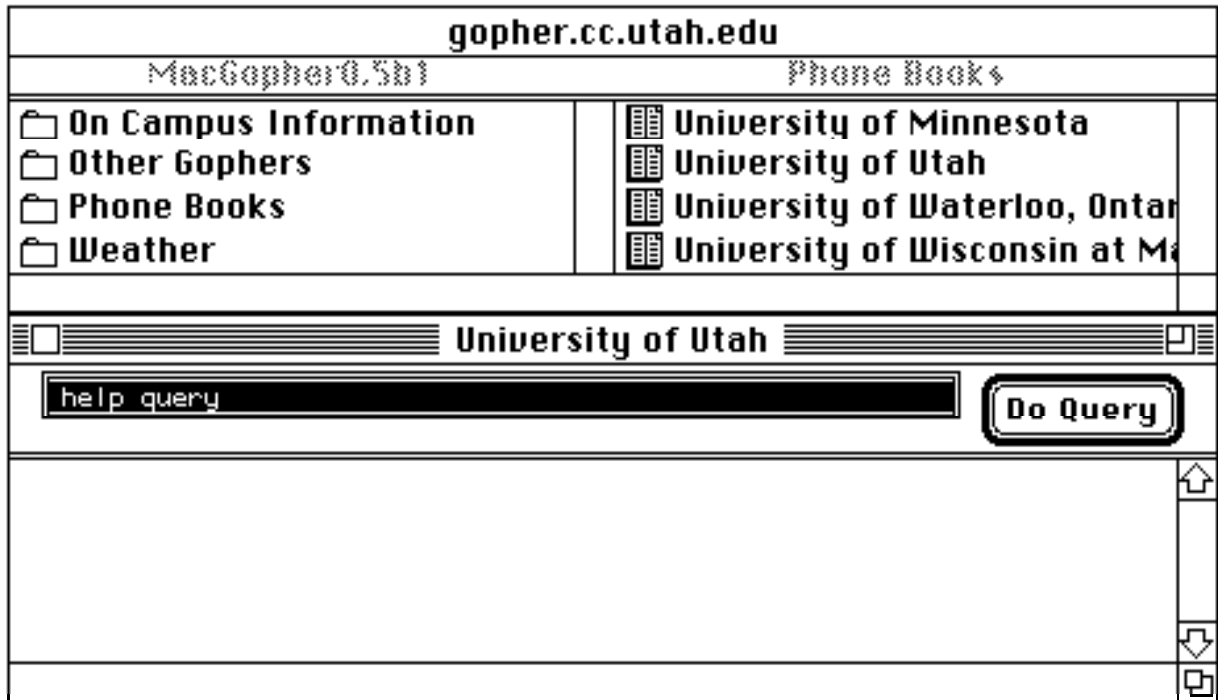 gopher.cc.utah.edu
MacGopher0.5b1
Phone Books
On Campus Information
Other Gophers
Phone Books
Weather
University of Minnesota
University of Utah
University of Waterloo, Ontar
University of Wisconsin at Ma
University of Utah
help query
Do Query